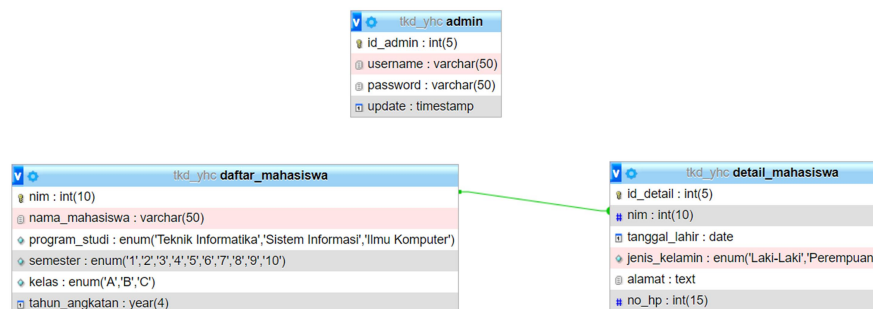 tkd_yhc admin
id_admin : int(5)
username : varchar(50)
password : varchar(50)
update : timestamp
tkd_yhc daftar_mahasiswa
nim : int(10)
nama_mahasiswa : varchar(50)
program_studi : enum('Teknik Informatika','Sistem Informasi','Ilmu Komputer')
semester : enum('1','2','3','4','5','6','7','8','9','10')
kelas : enum('A','B','C')
tahun_angkatan : year(4)
tkd_yhc detail_mahasiswa
id_detail : int(5)
nim : int(10)
tanggal_lahir : date
jenis_kelamin : enum('Laki-Laki','Perempuan
alamat : text
no_hp : int(15)